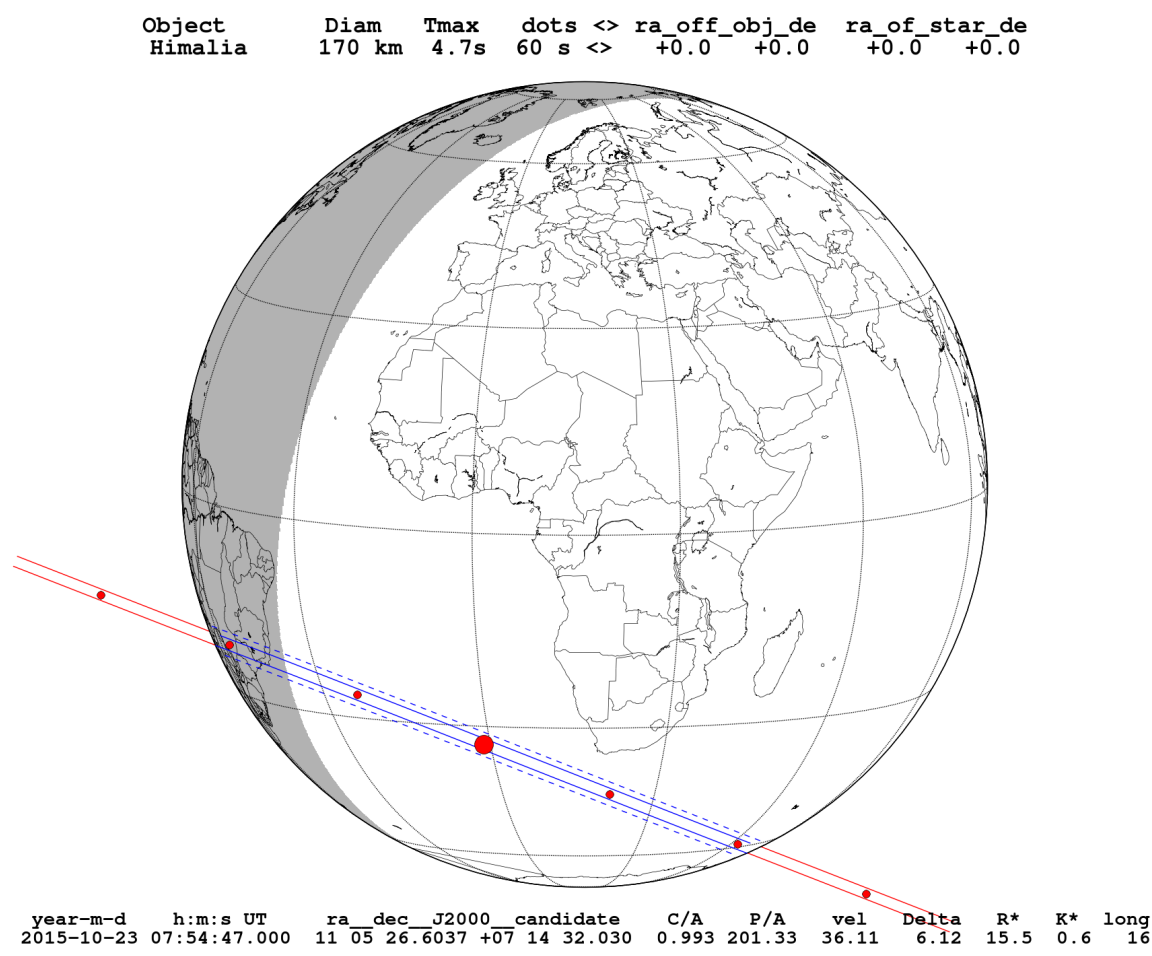 Object Diam Tmax dots <> ra_off_obj_de ra_of_star_de
Himalia 170 km 4.7s 60 s <> +0.0 +0.0 +0.0 +0.0
year-m-d h:m:s UT ra__dec__J2000__candidate C/A P/A vel Delta R* K* long
2015-10-23 07:54:47.000 11 05 26.6037 +07 14 32.030 0.993 201.33 36.11 6.12 15.5 0.6 16